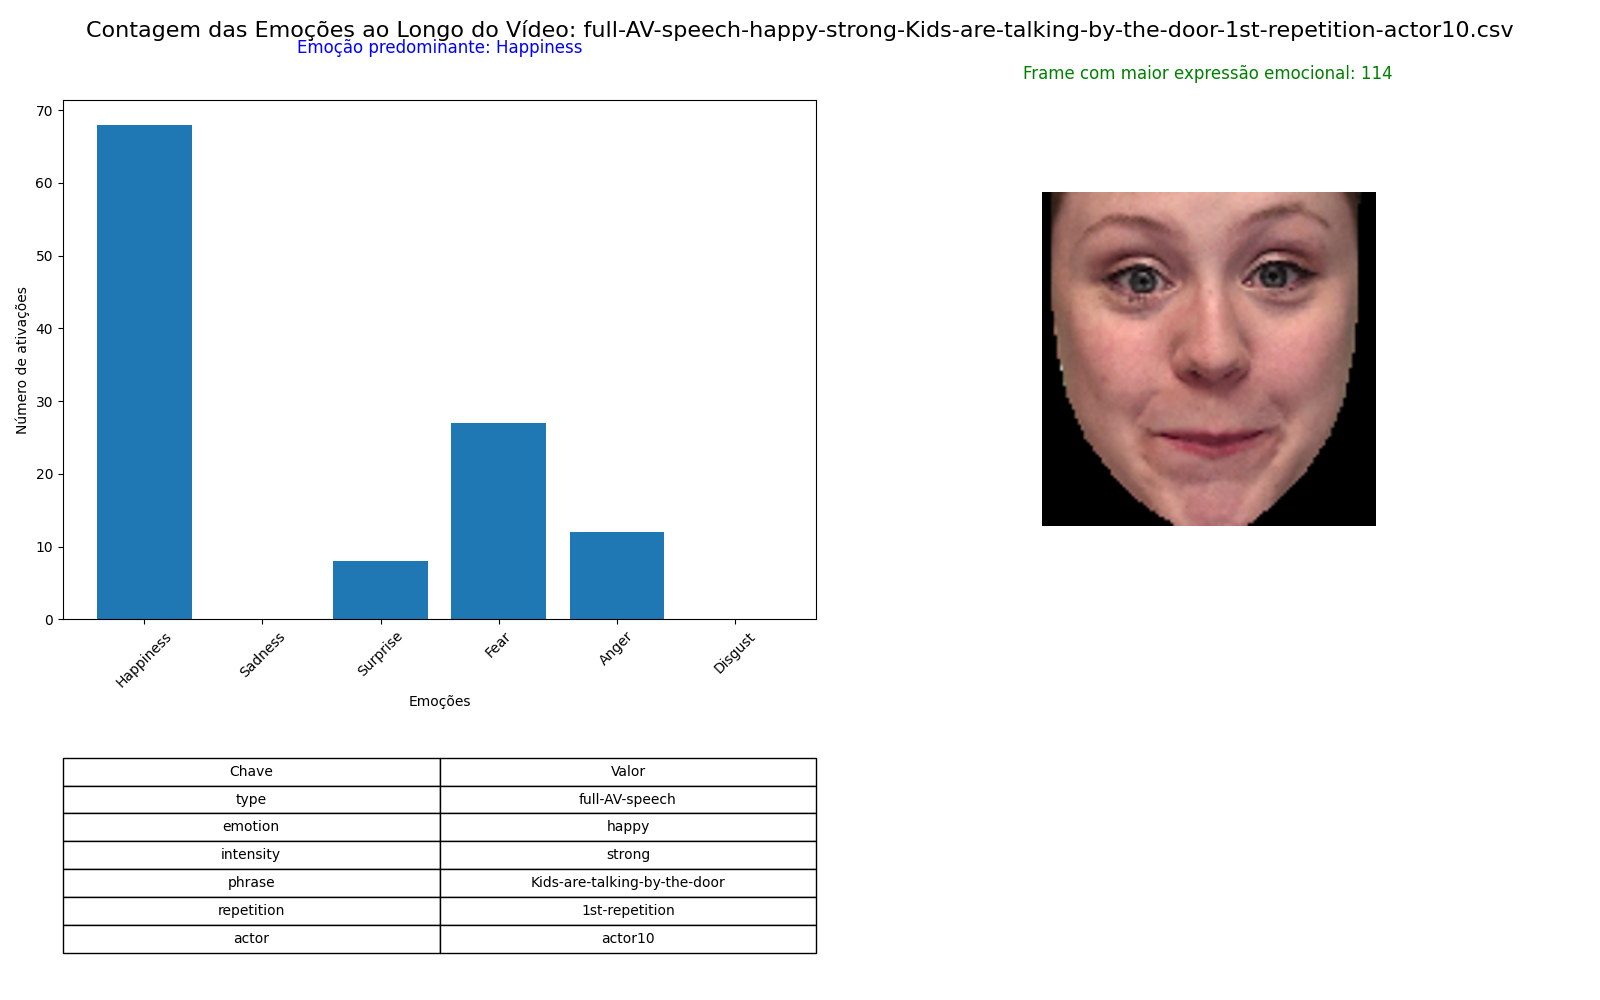 Contagem das Emoções ao Longo do Vídeo: full-AV-speech-happy-strong-Kids-are-talking-by-the-door-1st-repetition-actor10.csv
Emoção predominante: Happiness
Frame com maior expressão emocional: 114
70
60
50
40
30
20
10
0
Número de ativações
Happiness
Sadness
Surprise
Fear
Anger
Disgust
Emoções
Chave Valor
type full-AV-speech
emotion happy
intensity strong
phrase Kids-are-talking-by-the-door
repetition 1st-repetition
actor actor10